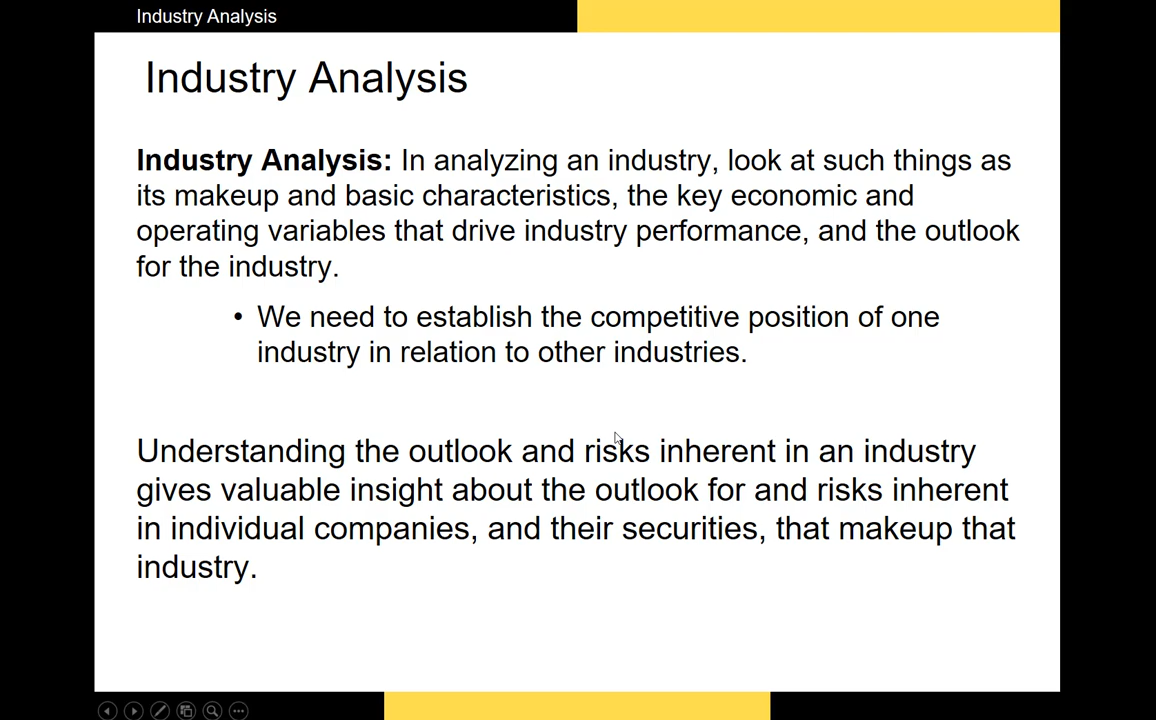 Industry Analysis
Industry Analysis
Industry Analysis: In analyzing an industry, look at such things as
its makeup and basic characteristics, the key economic and
operating variables that drive industry performance, and the outlook
for the industry.
• We need to establish the competitive position of one
industry in relation to other industries.
Understanding the outlook and risks inherent in an industry
gives valuable insight about the outlook for and risks inherent
in individual companies, and their securities, that makeup that
industry.